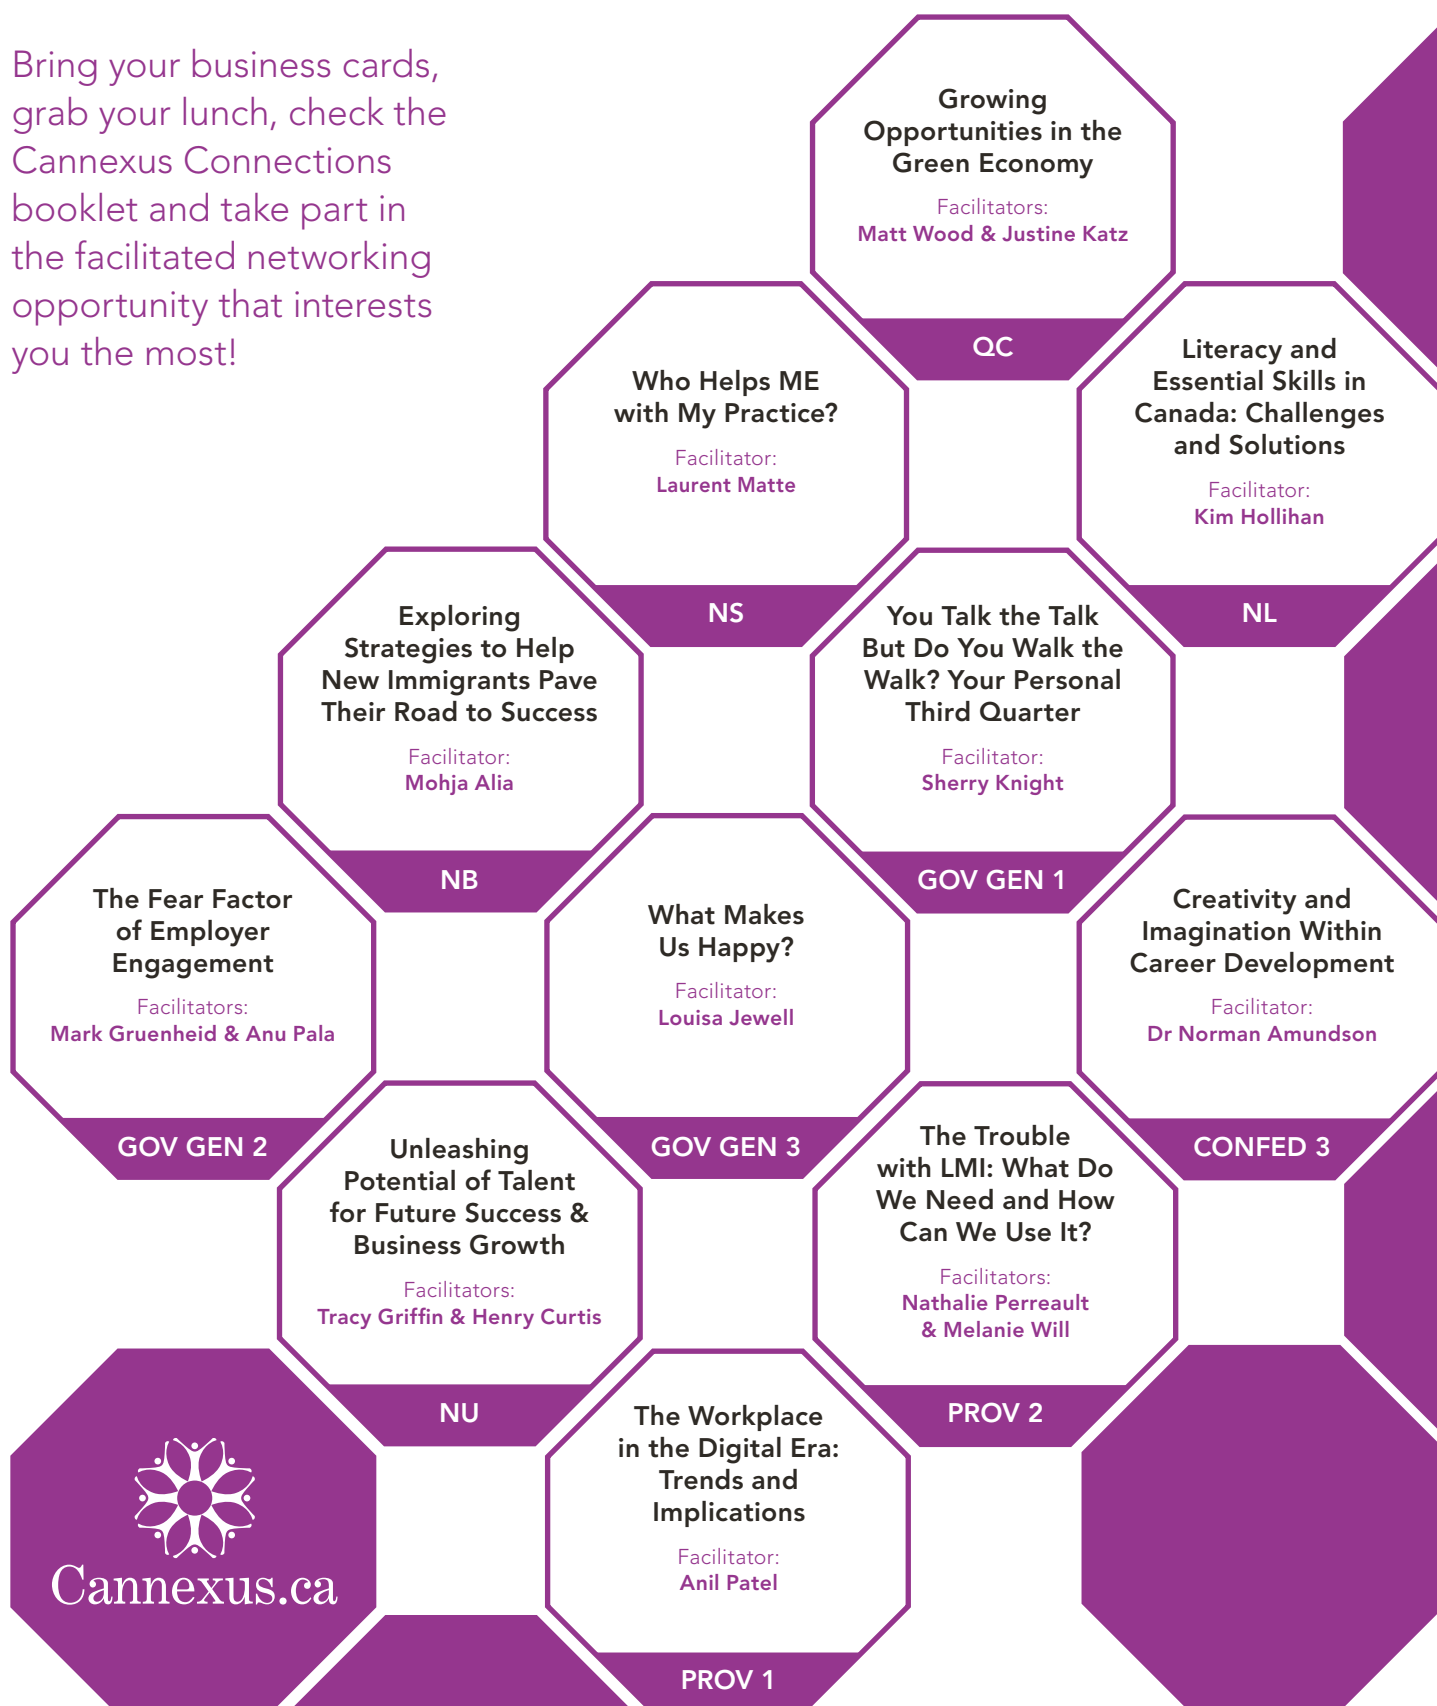 Bring your business cards,
grab your lunch, check the
Cannexus Connections
booklet and take part in
the facilitated networking
opportunity that interests
you the most!
Growing
Opportunities in the
Green Economy
Facilitators:
Matt Wood & Justine Katz
QC
Who Helps ME
with My Practice?
Facilitator:
Laurent Matte
NS
Literacy and
Essential Skills in
Canada: Challenges
and Solutions
Facilitator:
Kim Hollihan
NL
Exploring
Strategies to Help
New Immigrants Pave
Their Road to Success
Facilitator:
Mohja Alia
NB
You Talk the Talk
But Do You Walk the
Walk? Your Personal
Third Quarter
Facilitator:
Sherry Knight
GOV GEN 1
The Fear Factor
of Employer
Engagement
Facilitators:
Mark Gruenheid & Anu Pala
GOV GEN 2
What Makes
Us Happy?
Facilitator:
Louisa Jewell
GOV GEN 3
Creativity and
Imagination Within
Career Development
Facilitator:
Dr Norman Amundson
CONFED 3
Unleashing
Potential of Talent
for Future Success &
Business Growth
Facilitators:
Tracy Griffin & Henry Curtis
NU
The Trouble
with LMI: What Do
We Need and How
Can We Use It?
Facilitators:
Nathalie Perreault
& Melanie Will
PROV 2
The Workplace
in the Digital Era:
Trends and
Implications
Facilitator:
Anil Patel
PROV 1
Cannexus.ca